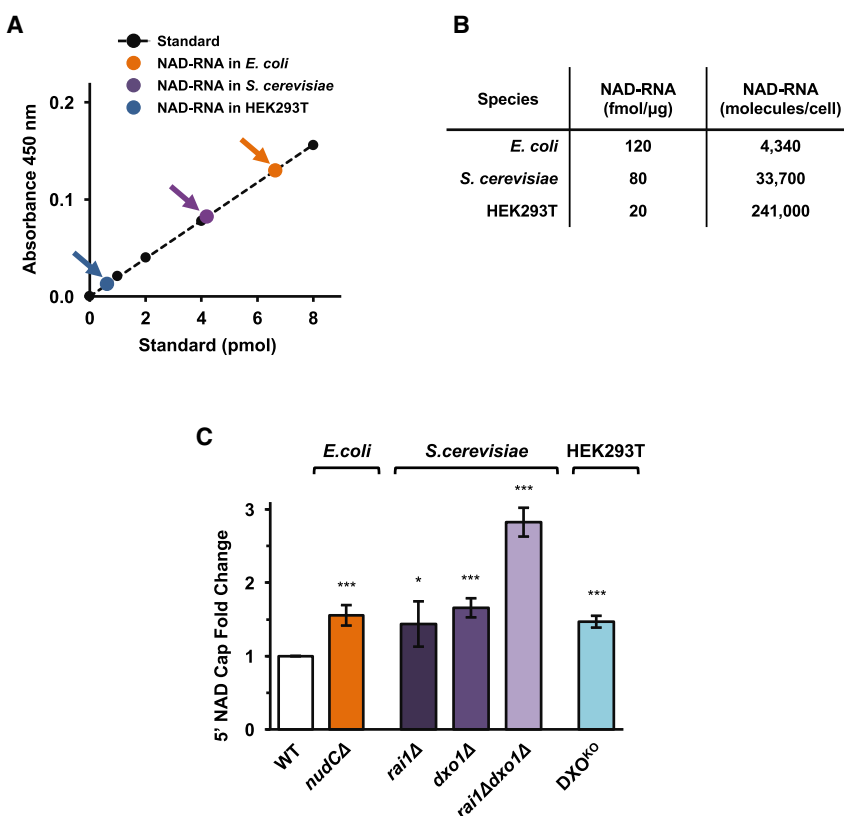 A
Standard
NAD-RNA in E. coli
NAD-RNA in S. cerevisiae
NAD-RNA in HEK293T
Absorbance 450 nm
0.2
0.1
0.0
0 2 4 6 8
Standard (pmol)
B
Species NAD-RNA (fmol/µg) NAD-RNA (molecules/cell)
E. coli 120 4,340
S. cerevisiae 80 33,700
HEK293T 20 241,000
C
E.coli S.cerevisiae HEK293T
5' NAD Cap Fold Change
3
2
1
0
*** * *** *** ***
WT nudCΔ rai1Δ dxo1Δ rai1Δdxo1Δ DXOᴷᴼ